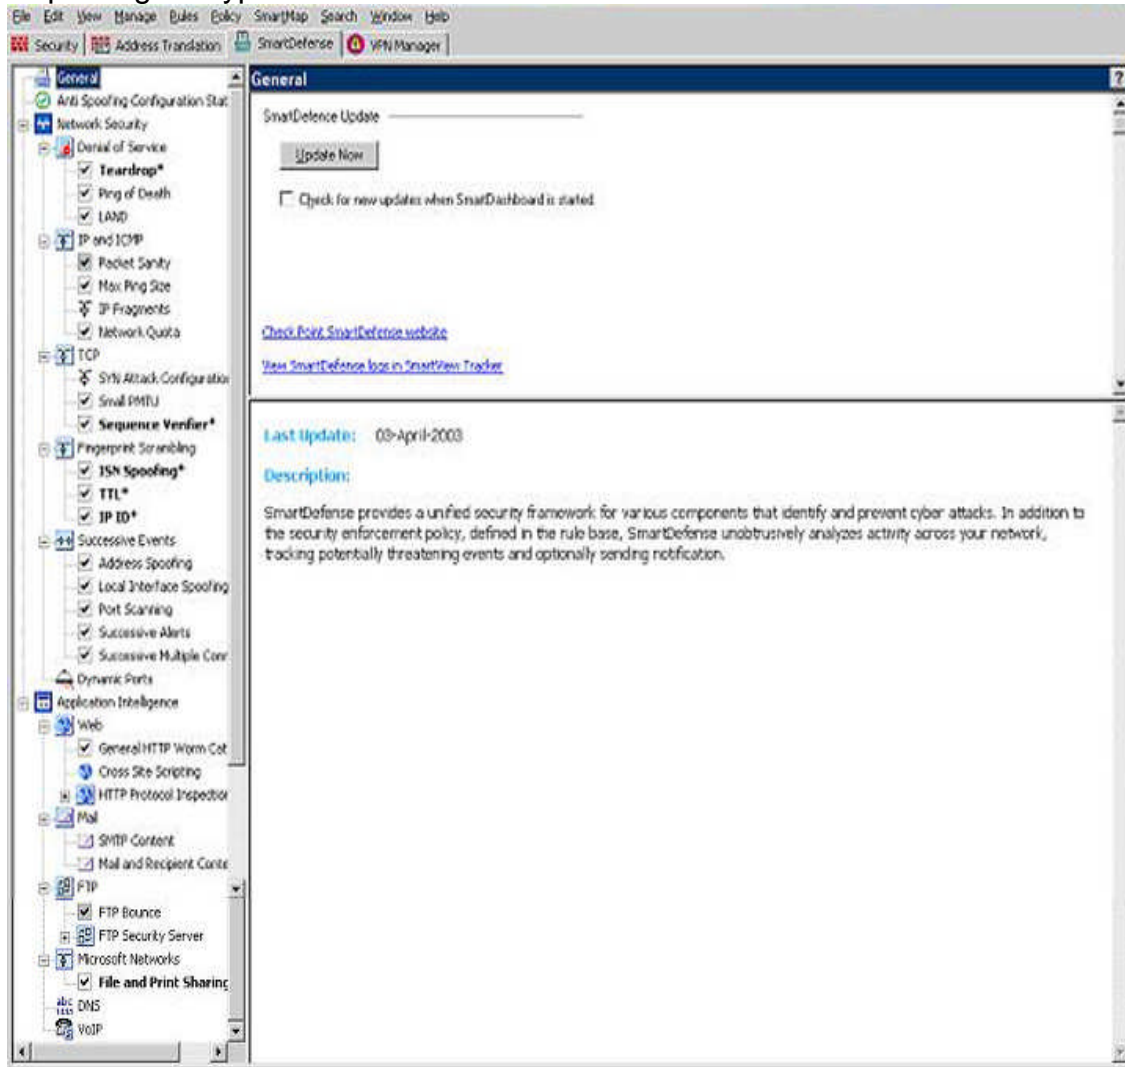 File Edit View Manage Rules Policy SmartMap Search Window Help
Security Address Translation SmartDefense VPN Manager
General
Anti Spoofing Configuration Stat
Network Security
Denial of Service
Teardrop*
Ping of Death
LAND
IP and ICMP
Packet Sanity
Max Ping Size
IP Fragments
Network Quota
TCP
SYN Attack Configuration
Small PMTU
Sequence Verifier*
Fingerprint Scrambling
ISN Spoofing*
TTL*
IP ID*
Successive Events
Address Spoofing
Local Interface Spoofing
Port Scanning
Successive Alerts
Successive Multiple Conn
Dynamic Ports
Application Intelligence
Web
General HTTP Worm Cat
Cross Site Scripting
HTTP Protocol Inspection
Mail
SMTP Content
Mail and Recipient Conte
FTP
FTP Bounce
FTP Security Server
Microsoft Networks
File and Print Sharing
DNS
VoIP
General
SmartDefense Update
Update Now
Check for new updates when SmartDashboard is started
Check Point SmartDefense website
View SmartDefense logs in SmartView Tracker
Last Update: 03-April-2003
Description:
SmartDefense provides a unified security framework for various components that identify and prevent cyber attacks. In addition to
the security enforcement policy, defined in the rule base, SmartDefense unobtrusively analyzes activity across your network,
tracking potentially threatening events and optionally sending notification.